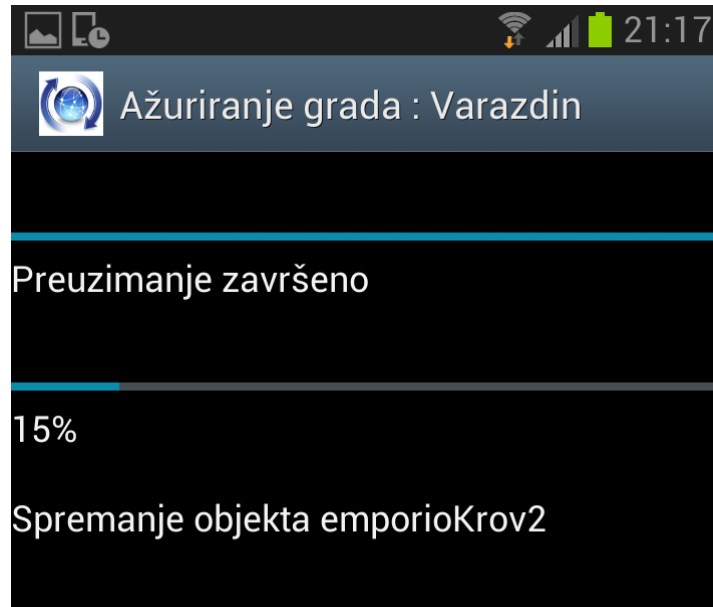 21:17
Ažuriranje grada : Varazdin
Preuzimanje završeno
15%
Spremanje objekta emporioKrov2